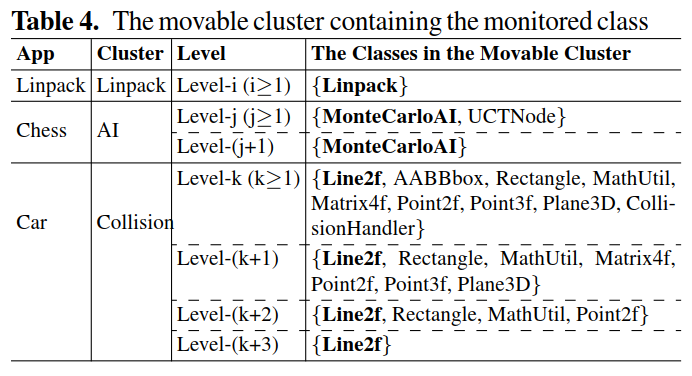 Table 4. The movable cluster containing the monitored class
App Cluster Level The Classes in the Movable Cluster
Linpack Linpack Level-i (i≥1) {Linpack}
Chess AI Level-j (j≥1) {MonteCarloAI, UCTNode}
Level-(j+1) {MonteCarloAI}
Car Collision Level-k (k≥1) {Line2f, AABBbox, Rectangle, MathUtil,
Matrix4f, Point2f, Point3f, Plane3D, Colli-
sionHandler}
Level-(k+1) {Line2f, Rectangle, MathUtil, Matrix4f,
Point2f, Point3f, Plane3D}
Level-(k+2) {Line2f, Rectangle, MathUtil, Point2f}
Level-(k+3) {Line2f}